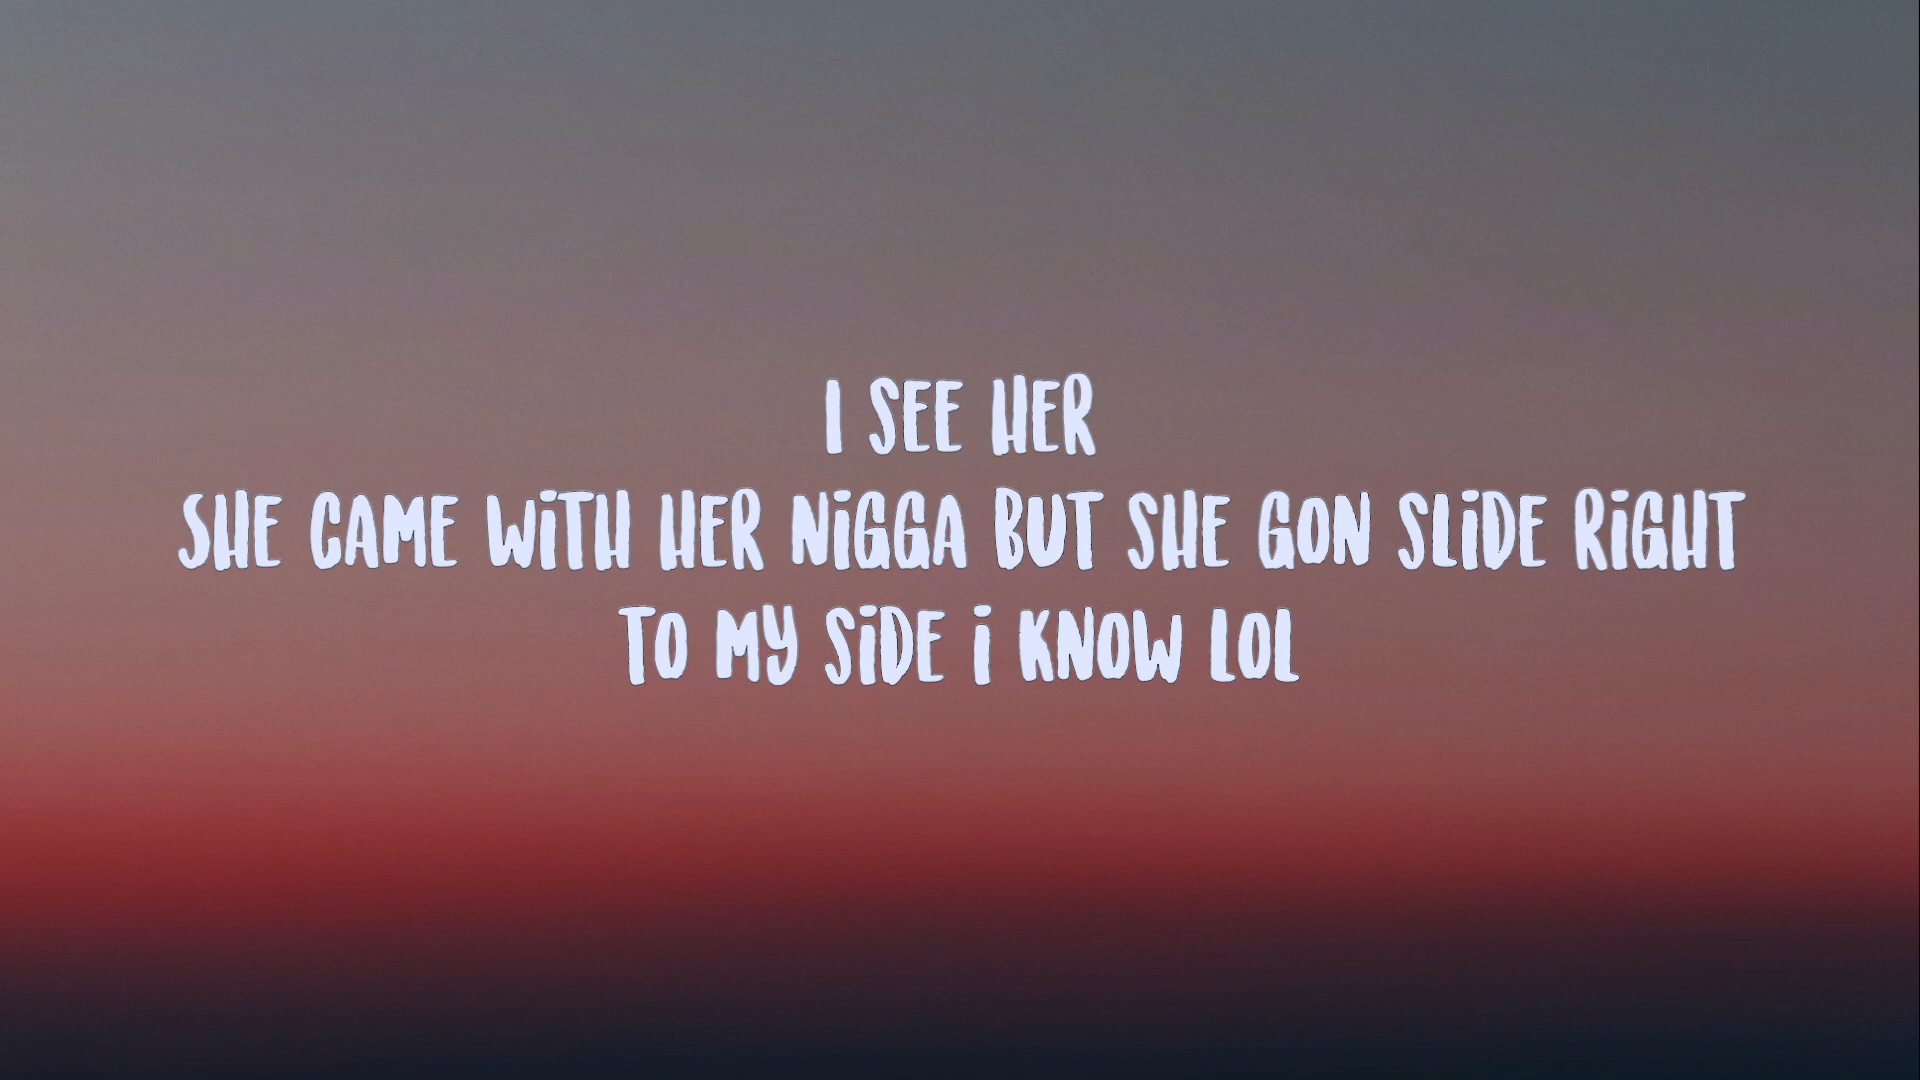 I SEE HER
SHE CAME WiTH HER NiGGA BUT SHE GON SLiDE RiGHT
TO MY SiDE i KNOW LOL